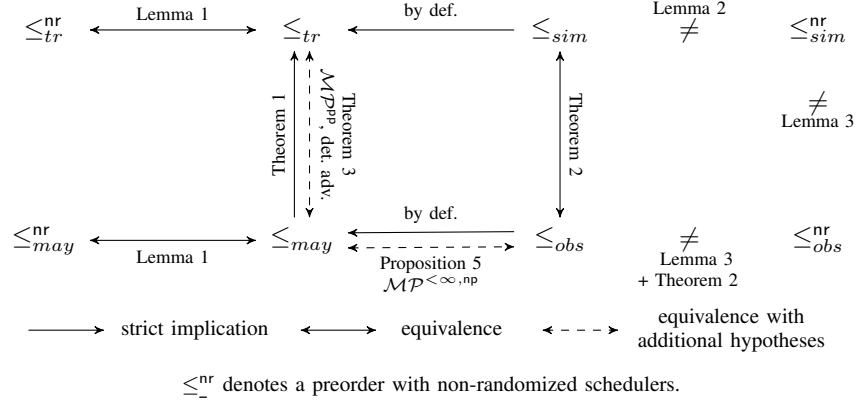 Lemma 1 by def. Lemma 2
≤ⁿʳ_tr ≤_tr ≤_sim ≠ ≤ⁿʳ_sim
Theorem 1
Theorem 3
𝓜𝓟ᵖᵖ, det. adv.
Theorem 2
≠
Lemma 3
by def.
≤ⁿʳ_may ≤_may ≤_obs ≠ ≤ⁿʳ_obs
Lemma 1 Proposition 5 Lemma 3
𝓜𝓟^{<∞,np} + Theorem 2
strict implication equivalence equivalence with
additional hypotheses
≤ⁿʳ_- denotes a preorder with non-randomized schedulers.